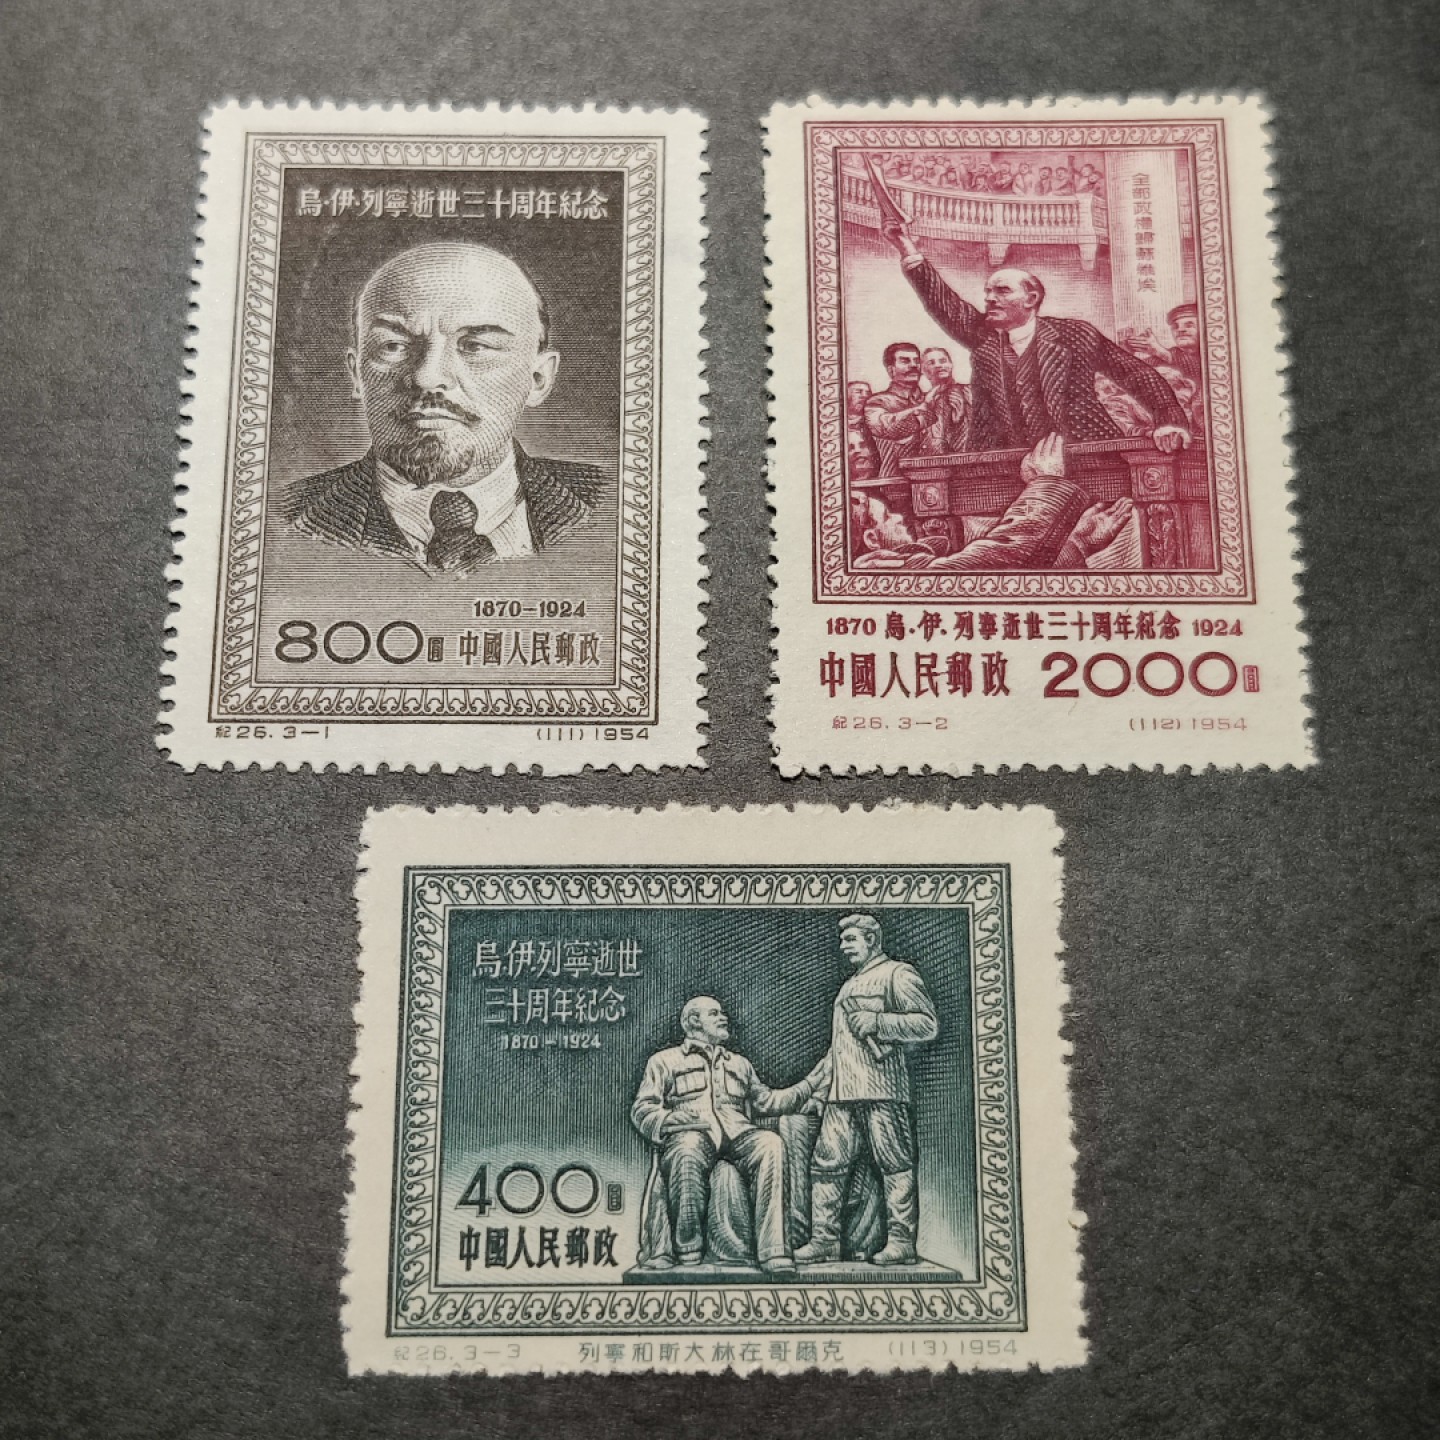 烏·伊·列寧逝世三十周年紀念
1870-1924
800圓 中國人民郵政
紀26.3-1 (111)1954
全部政權歸蘇維埃
1870 烏·伊·列寧逝世三十周年紀念 1924
中國人民郵政 2000圓
紀26.3-2 (112)1954
烏·伊·列寧逝世
三十周年紀念
1870-1924
400圓
中國人民郵政
紀26.3-3 列寧和斯大林在哥爾克 (113)1954